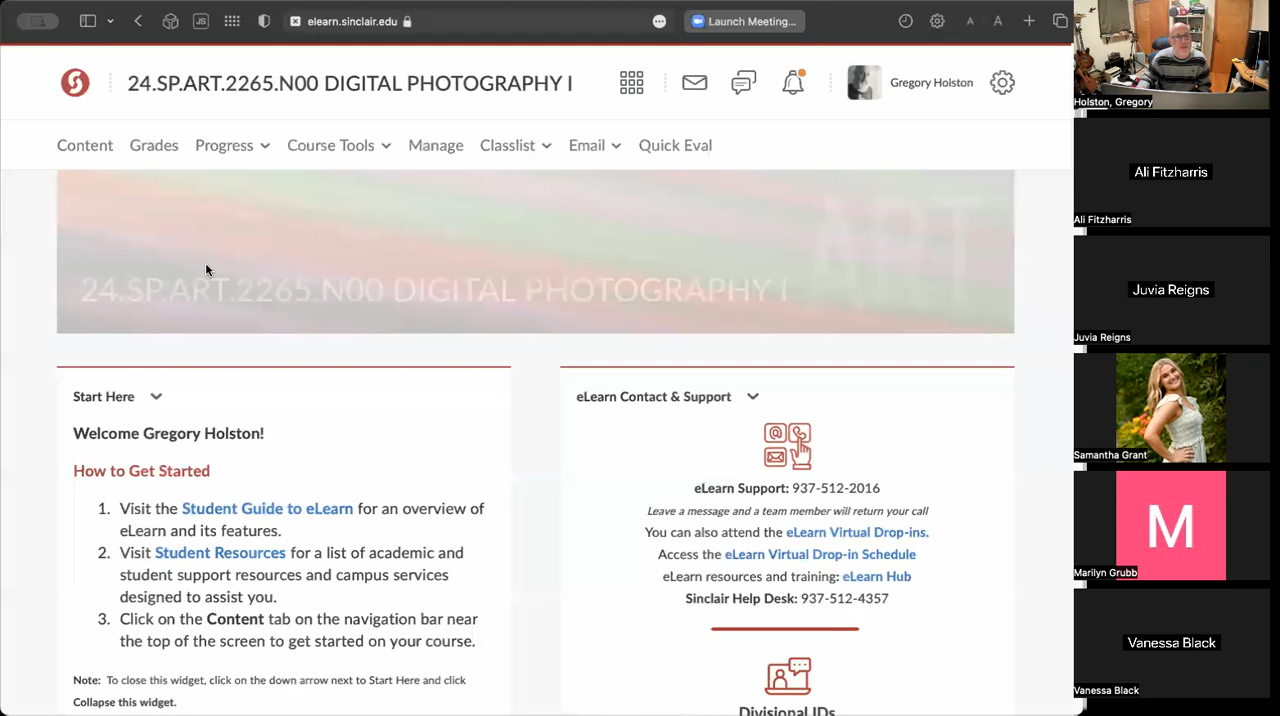 JS
elearn.sinclair.edu
Launch Meeting...
A
A
24.SP.ART.2265.N00 DIGITAL PHOTOGRAPHY I
Gregory Holston
Content Grades Progress Course Tools Manage Classlist Email Quick Eval
ART
24.SP.ART.2265.N00 DIGITAL PHOTOGRAPHY I
Start Here
Welcome Gregory Holston!
How to Get Started
1. Visit the Student Guide to eLearn for an overview of
eLearn and its features.
2. Visit Student Resources for a list of academic and
student support resources and campus services
designed to assist you.
3. Click on the Content tab on the navigation bar near
the top of the screen to get started on your course.
Note: To close this widget, click on the down arrow next to Start Here and click
Collapse this widget.
eLearn Contact & Support
@
eLearn Support: 937-512-2016
Leave a message and a team member will return your call
You can also attend the eLearn Virtual Drop-ins.
Access the eLearn Virtual Drop-in Schedule
eLearn resources and training: eLearn Hub
Sinclair Help Desk: 937-512-4357
Divisional IDs
Holston, Gregory
Ali Fitzharris
Ali Fitzharris
Juvia Reigns
Juvia Reigns
Samantha Grant
M
Marilyn Grubb
Vanessa Black
Vanessa Black